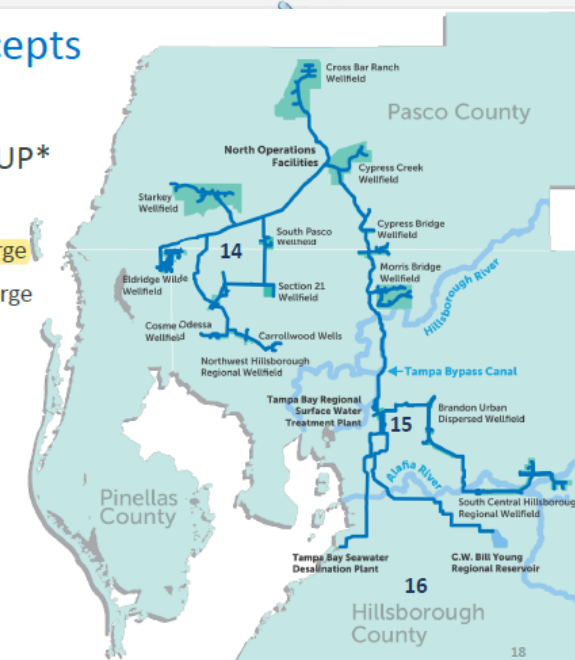 cepts
UP*
rge
rge
Cross Bar Ranch
Wellfield
Pasco County
North Operations
Facilities
Cypress Creek
Wellfield
Starkey
Wellfield
Cypress Bridge
Wellfield
South Pasco
Wellfield
14
Morris Bridge
Wellfield
Eldridge Wilde
Wellfield
Section 21
Wellfield
Hillsborough River
Cosme Odessa
Wellfield
Carrollwood Wells
Northwest Hillsborough
Regional Wellfield
Tampa Bypass Canal
Tampa Bay Regional
Surface Water
Treatment Plant
15
Brandon Urban
Dispersed Wellfield
Alafia River
Pinellas
County
South Central Hillsboroug
Regional Wellfield
Tampa Bay Seawater
Desalination Plant
C.W. Bill Young
Regional Reservoir
16
Hillsborough
County
18